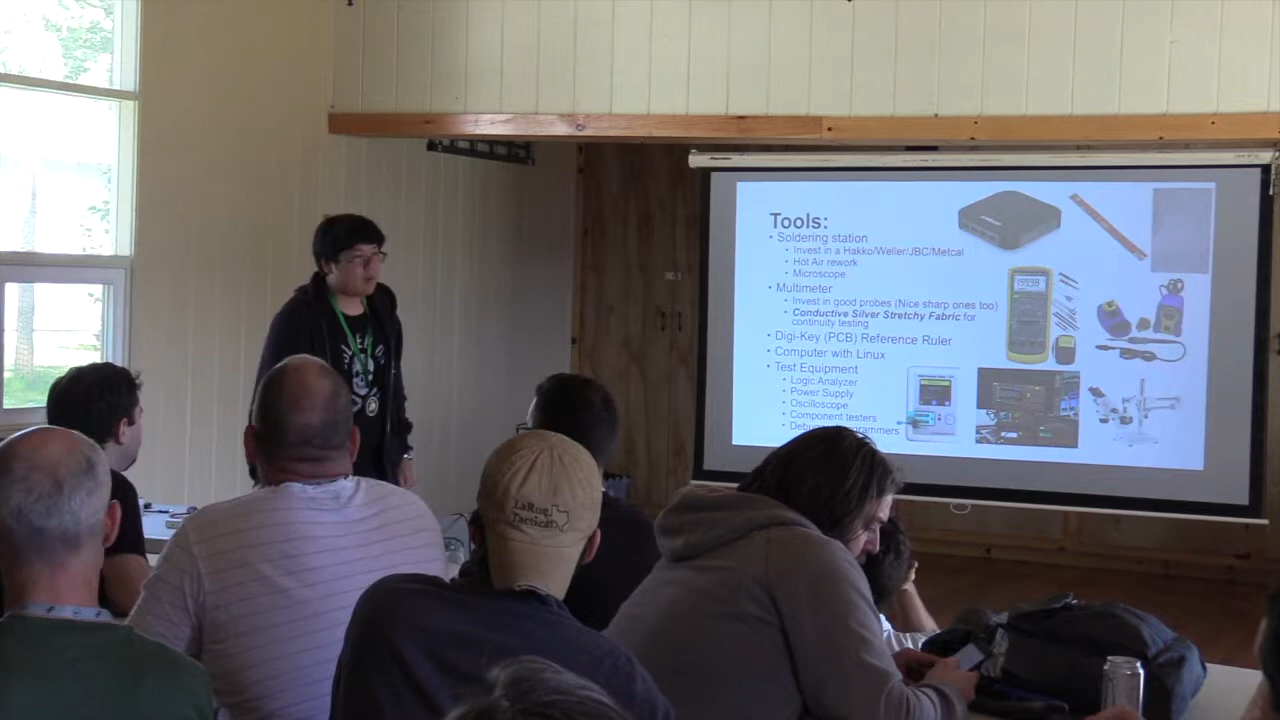 Tools:
• Soldering station
• Invest in a Hakko/Weller/JBC/Metcal
• Hot Air rework
• Microscope
• Multimeter
• Invest in good probes (Nice sharp ones too)
• Conductive Silver Stretchy Fabric for
continuity testing
• Digi-Key (PCB) Reference Ruler
• Computer with Linux
• Test Equipment
• Logic Analyzer
• Power Supply
• Oscilloscope
• Component testers
LaRue
Tactical